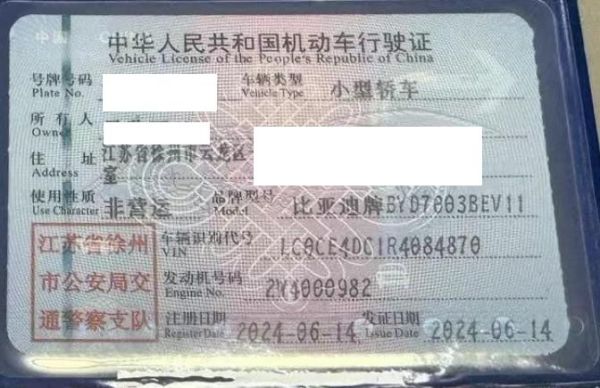 中华人民共和国机动车行驶证
Vehicle License of the People's Republic of China
号牌号码 车辆类型 小型轿车
Plate No. Vehicle Type
所有人
Owner
住址 江苏省徐州市云龙区
Address 室
使用性质 非营运 品牌型号 比亚迪牌BYD7003BEV11
Use Character Model
江苏省徐州 车辆识别代号 LC0CE4DC1R4084870
VIN
市公安局交 发动机号码 2Y4000982
Engine No.
通警察支队 注册日期 2024-06-14 发证日期 2024-06-14
Register Date Issue Date